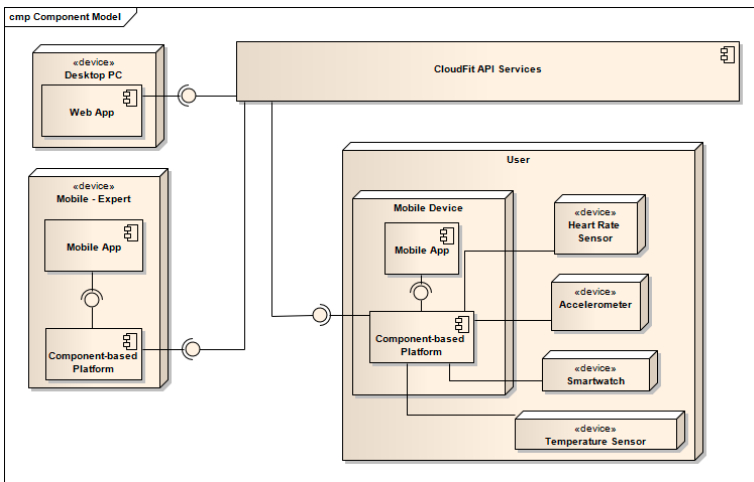 cmp Component Model
«device»
Desktop PC
Web App
CloudFit API Services
«device»
Mobile - Expert
Mobile App
Component-based
Platform
User
Mobile Device
Mobile App
Component-based
Platform
«device»
Heart Rate
Sensor
«device»
Accelerometer
«device»
Smartwatch
«device»
Temperature Sensor